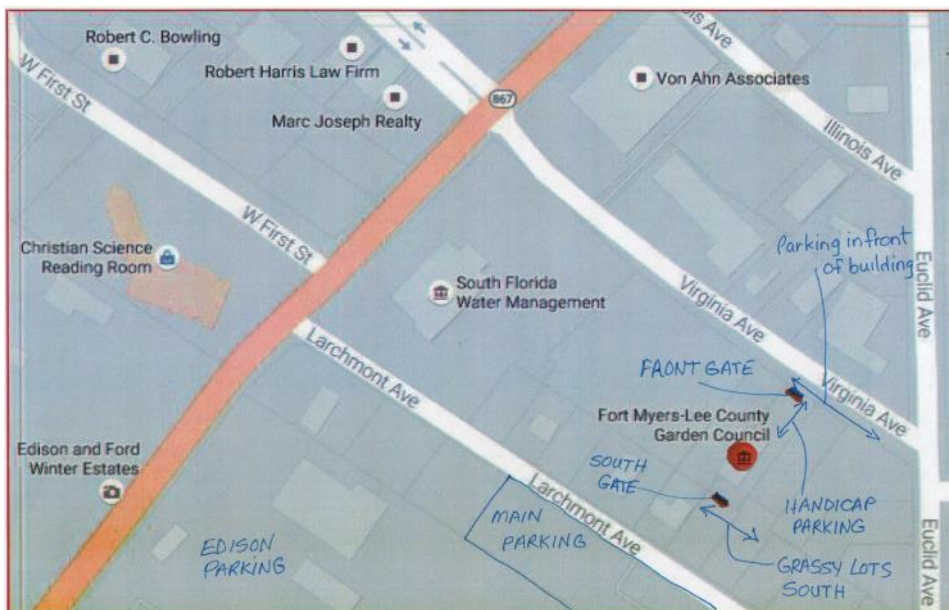 Robert C. Bowling
Robert Harris Law Firm
Marc Joseph Realty
W First St
867
Illinois Ave
Von Ahn Associates
Illinois Ave
W First St
Christian Science
Reading Room
South Florida
Water Management
Parking in front
of building
Euclid Ave
Virginia Ave
Larchmont Ave
FRONT GATE
Virginia Ave
Fort Myers-Lee County
Garden Council
Edison and Ford
Winter Estates
SOUTH
GATE
Larchmont Ave
MAIN
PARKING
HANDICAP
PARKING
EDISON
PARKING
GRASSY LOTS
SOUTH
Euclid Ave